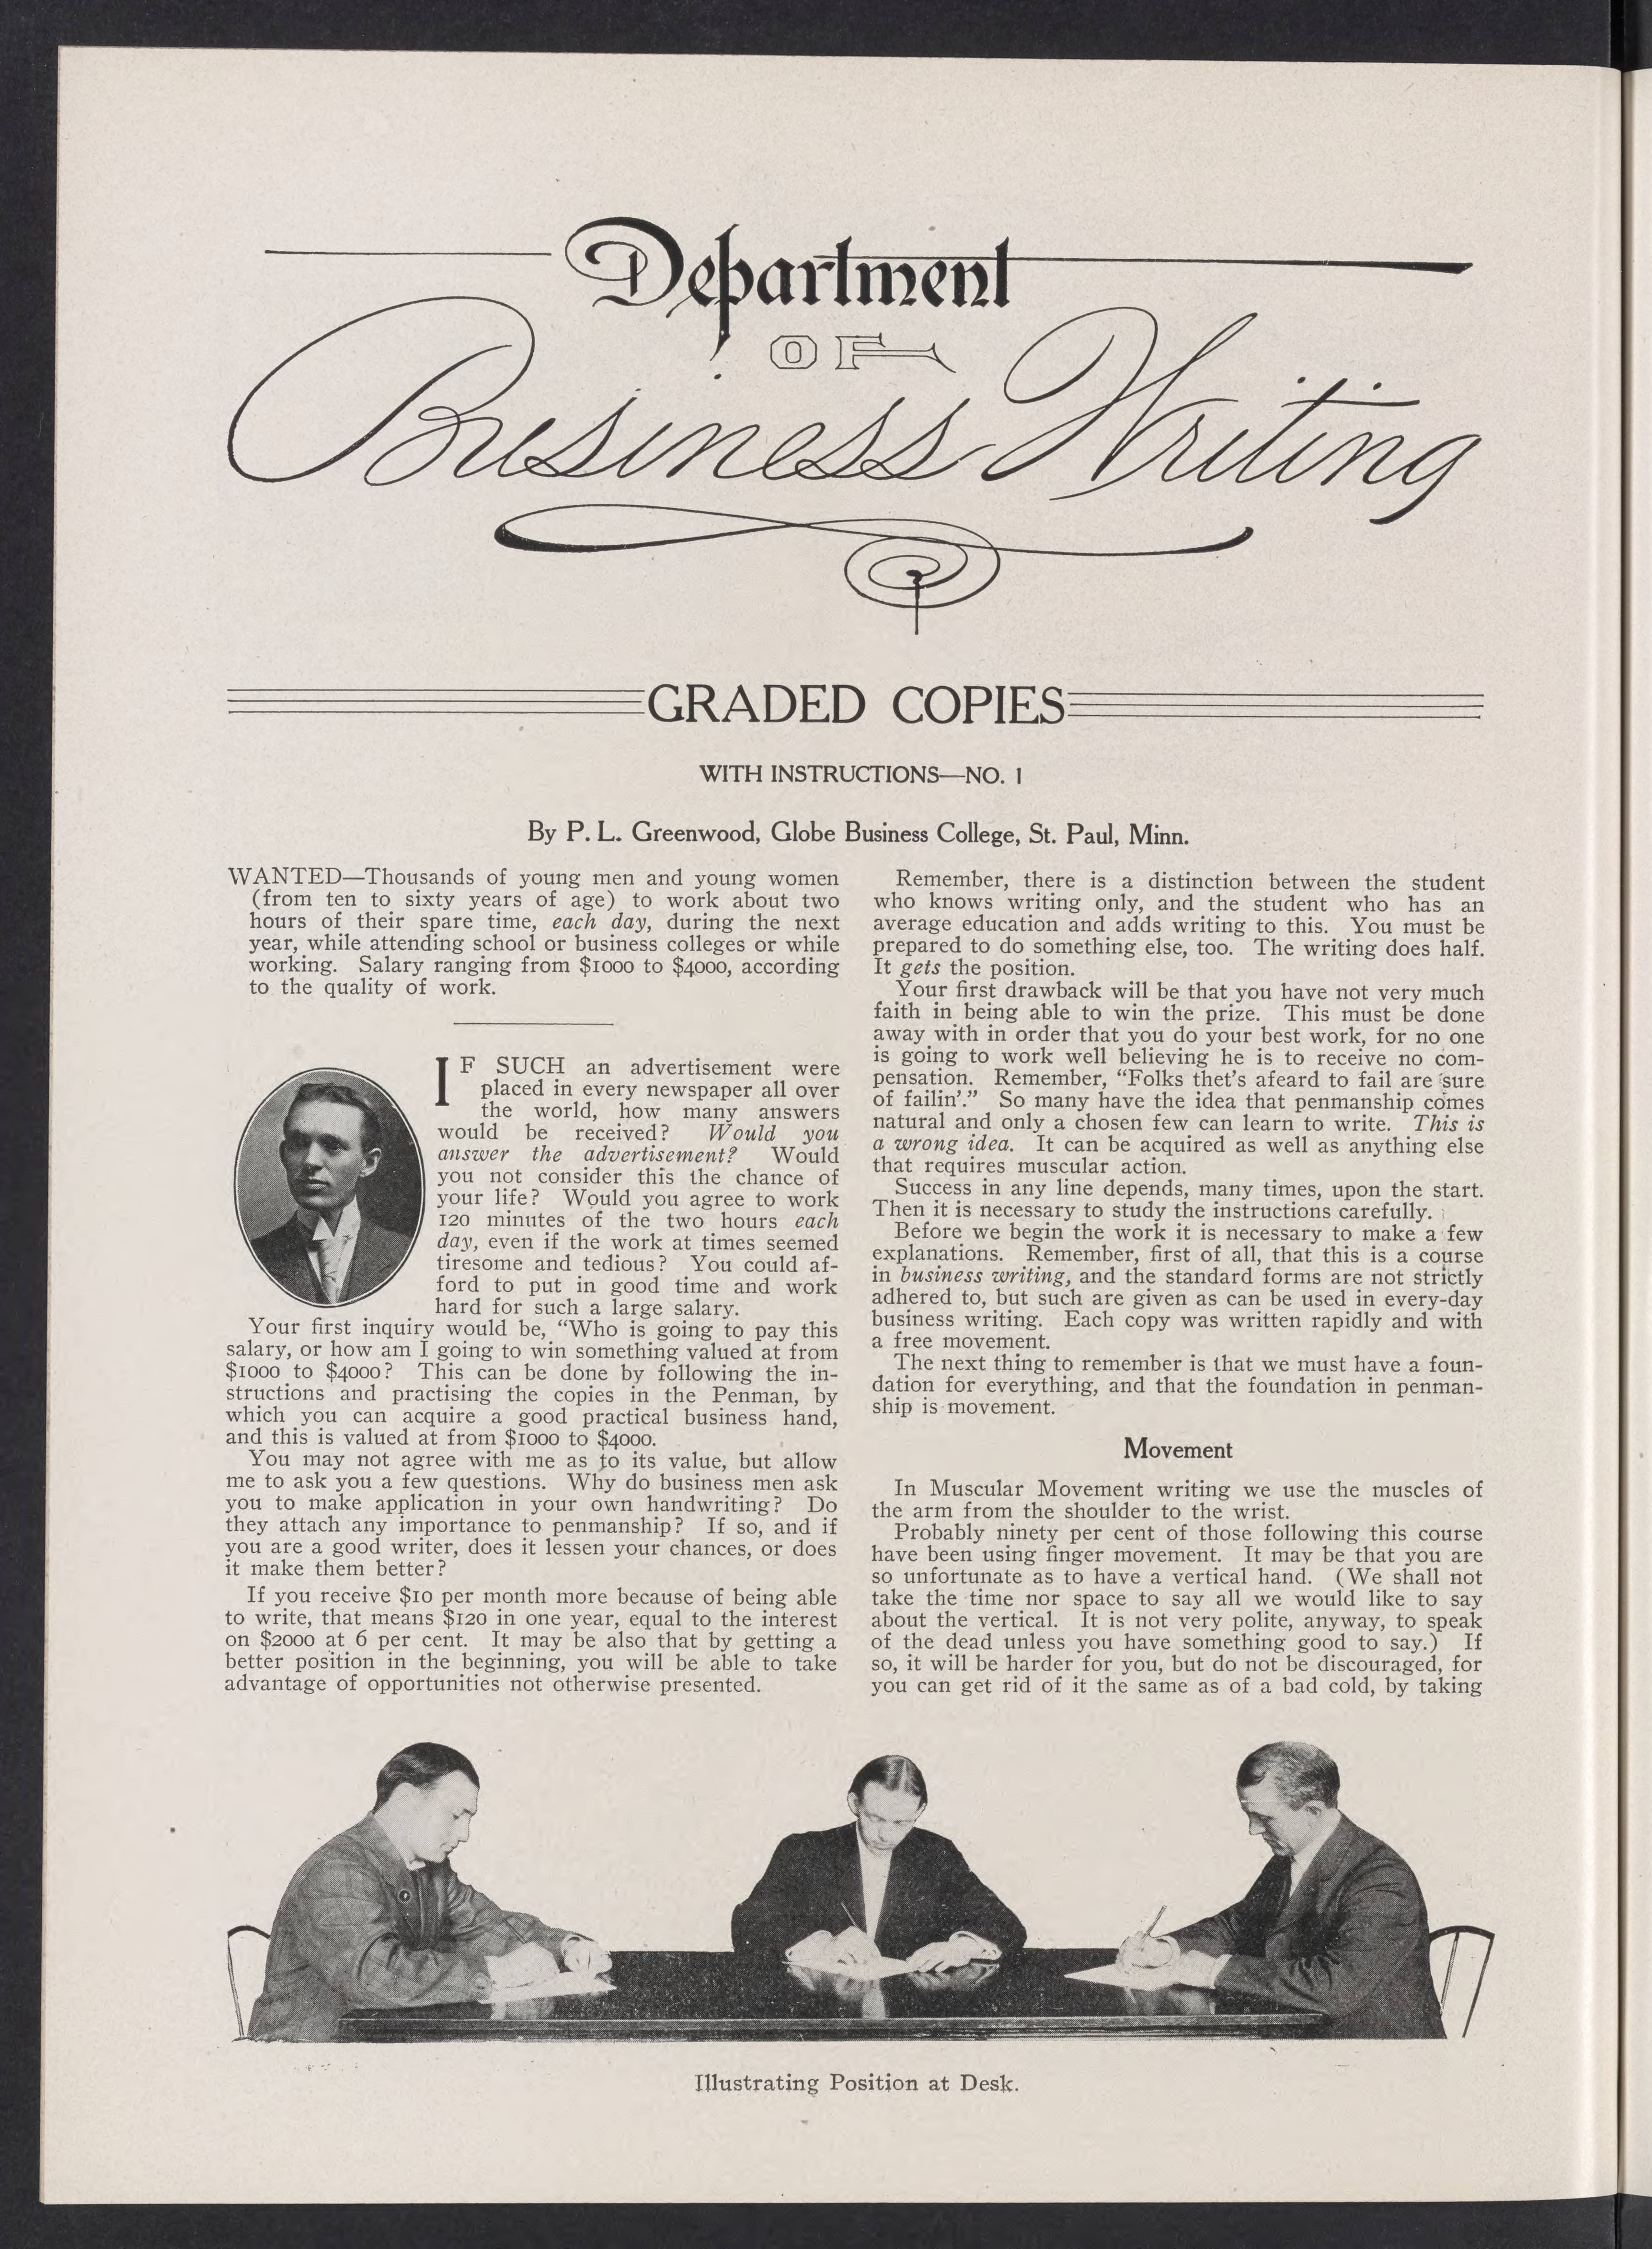 Department
OF
Business Writing
GRADED COPIES
WITH INSTRUCTIONS—NO. 1
By P. L. Greenwood, Globe Business College, St. Paul, Minn.
WANTED—Thousands of young men and young women
(from ten to sixty years of age) to work about two
hours of their spare time, each day, during the next
year, while attending school or business colleges or while
working. Salary ranging from $1000 to $4000, according
to the quality of work.
IF SUCH an advertisement were
placed in every newspaper all over
the world, how many answers
would be received? Would you
answer the advertisement? Would
you not consider this the chance of
your life? Would you agree to work
120 minutes of the two hours each
day, even if the work at times seemed
tiresome and tedious? You could af-
ford to put in good time and work
hard for such a large salary.
Your first inquiry would be, “Who is going to pay this
salary, or how am I going to win something valued at from
$1000 to $4000? This can be done by following the in-
structions and practising the copies in the Penman, by
which you can acquire a good practical business hand,
and this is valued at from $1000 to $4000.
You may not agree with me as to its value, but allow
me to ask you a few questions. Why do business men ask
you to make application in your own handwriting? Do
they attach any importance to penmanship? If so, and if
you are a good writer, does it lessen your chances, or does
it make them better?
If you receive $10 per month more because of being able
to write, that means $120 in one year, equal to the interest
on $2000 at 6 per cent. It may be also that by getting a
better position in the beginning, you will be able to take
advantage of opportunities not otherwise presented.
Remember, there is a distinction between the student
who knows writing only, and the student who has an
average education and adds writing to this. You must be
prepared to do something else, too. The writing does half.
It gets the position.
Your first drawback will be that you have not very much
faith in being able to win the prize. This must be done
away with in order that you do your best work, for no one
is going to work well believing he is to receive no com-
pensation. Remember, “Folks thet's afeard to fail are sure
of failin'.” So many have the idea that penmanship comes
natural and only a chosen few can learn to write. This is
a wrong idea. It can be acquired as well as anything else
that requires muscular action.
Success in any line depends, many times, upon the start.
Then it is necessary to study the instructions carefully.
Before we begin the work it is necessary to make a few
explanations. Remember, first of all, that this is a course
in business writing, and the standard forms are not strictly
adhered to, but such are given as can be used in every-day
business writing. Each copy was written rapidly and with
a free movement.
The next thing to remember is that we must have a foun-
dation for everything, and that the foundation in penman-
ship is movement.
Movement
In Muscular Movement writing we use the muscles of
the arm from the shoulder to the wrist.
Probably ninety per cent of those following this course
have been using finger movement. It may be that you are
so unfortunate as to have a vertical hand. (We shall not
take the time nor space to say all we would like to say
about the vertical. It is not very polite, anyway, to speak
of the dead unless you have something good to say.) If
so, it will be harder for you, but do not be discouraged, for
you can get rid of it the same as of a bad cold, by taking
Illustrating Position at Desk.